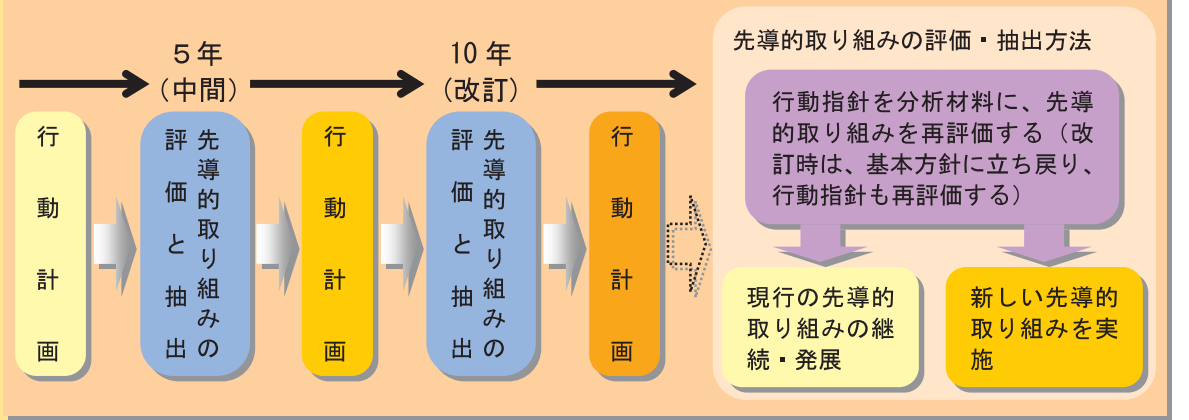 5年
(中間)
10年
(改訂)
行動計画
先導的取り組みの
評価と抽出
行動計画
先導的取り組みの
評価と抽出
行動計画
先導的取り組みの評価・抽出方法
行動指針を分析材料に、先導
的取り組みを再評価する(改
訂時は、基本方針に立ち戻り、
行動指針も再評価する)
現行の先導的
取り組みの継
続・発展
新しい先導的
取り組みを実
施